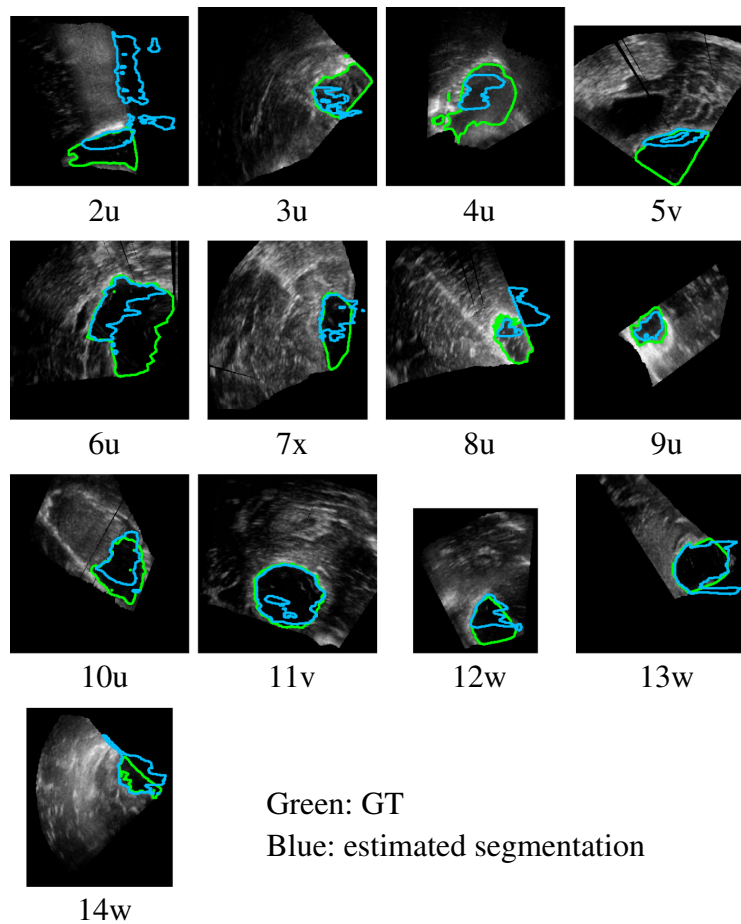 2u 3u 4u 5v
6u 7x 8u 9u
10u 11v 12w 13w
Green: GT
Blue: estimated segmentation
14w